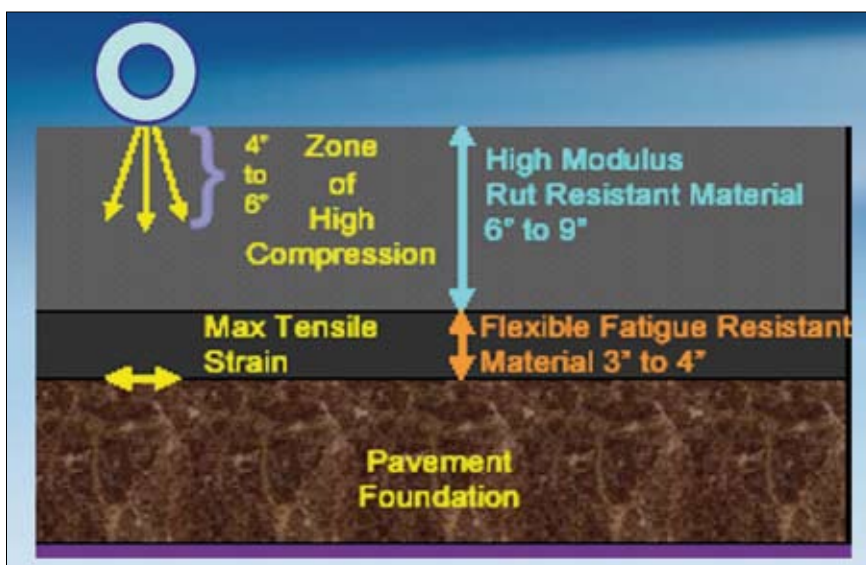 4”
to
6”
Zone
of
High
Compression
High Modulus
Rut Resistant Material
6” to 9”
Max Tensile
Strain
Flexible Fatigue Resistant
Material 3” to 4”
Pavement
Foundation